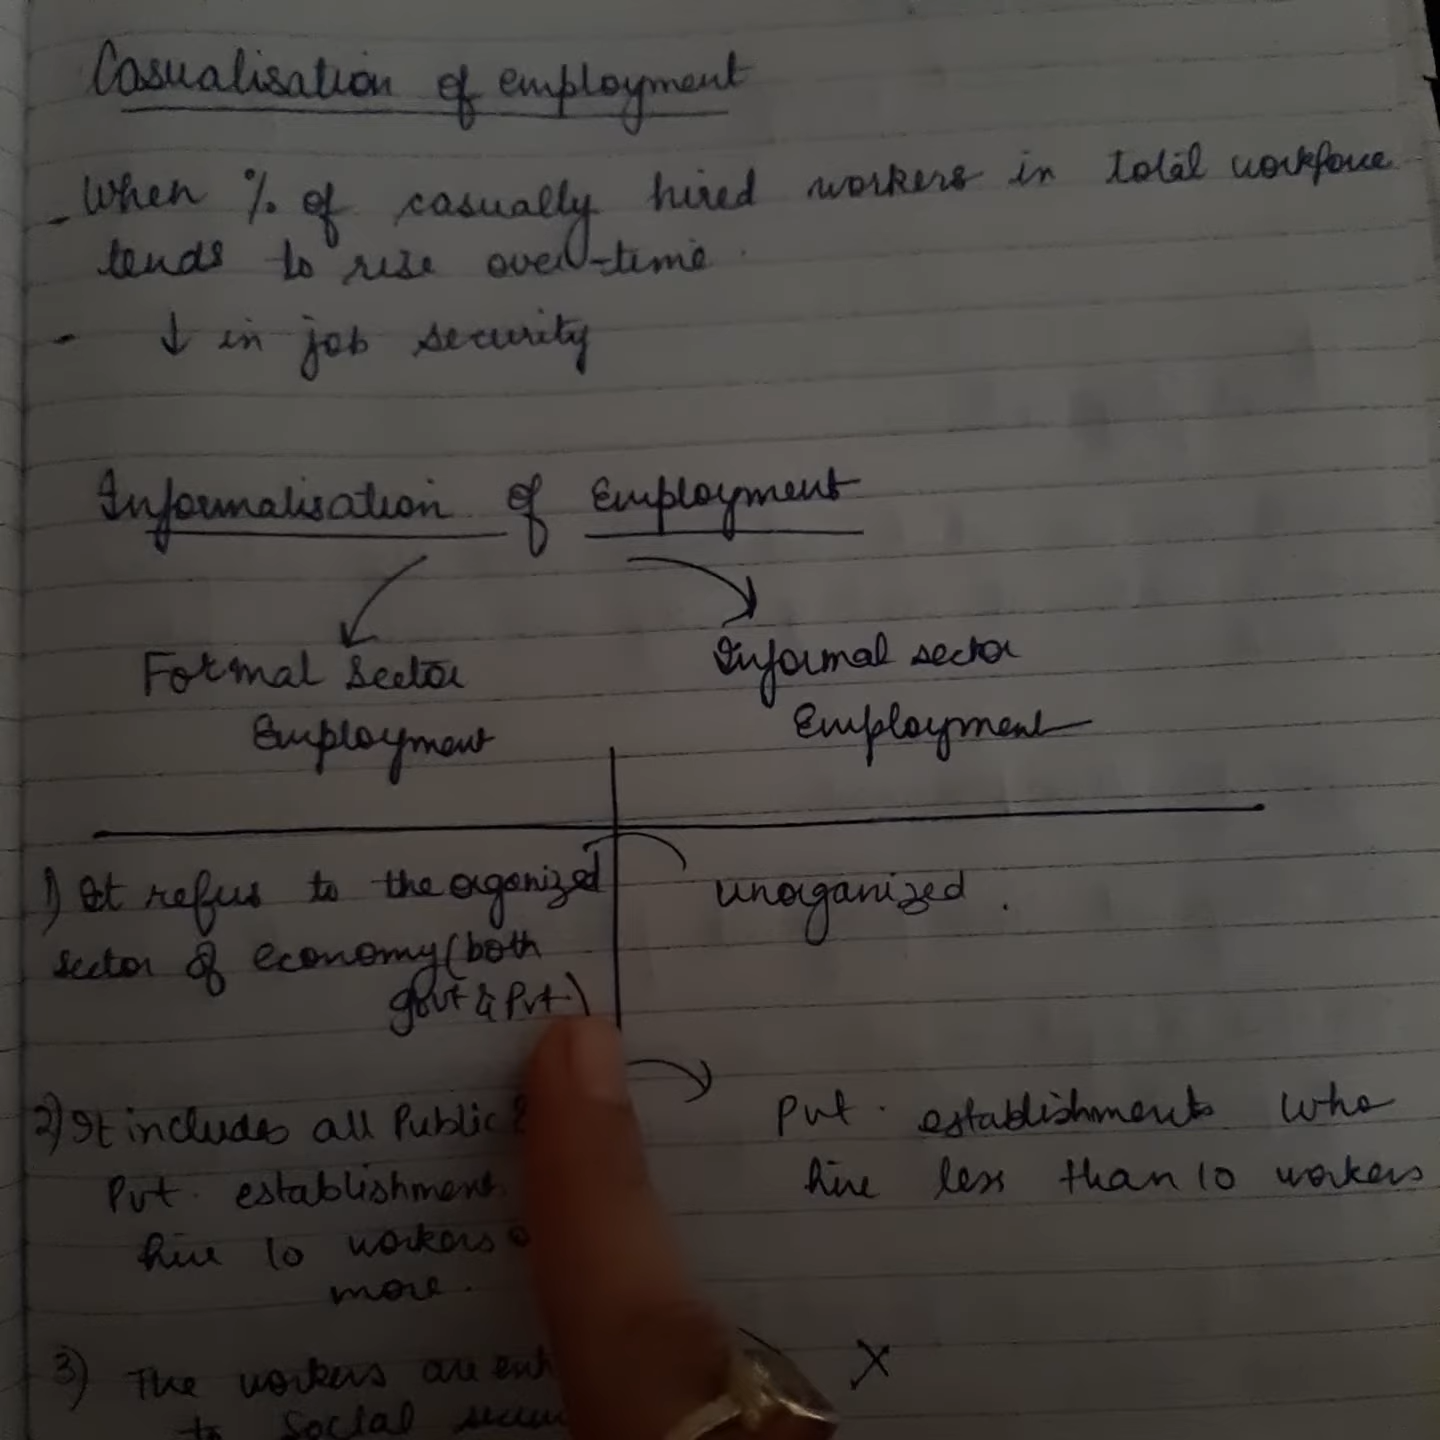 Casualisation of employment
- When % of casually hired workers in total workforce
tends to rise over-time.
- ↓ in job security
Informalisation of Employment
Formal Sector
Employment
Informal sector
Employment
1) It refers to the organized
sector of economy (both
govt & Pvt.)
unorganized.
2) It includes all Public
Pvt. establishment
hire 10 workers
more.
Pvt. establishments who
hire less than 10 workers
3) The workers are
to social
X